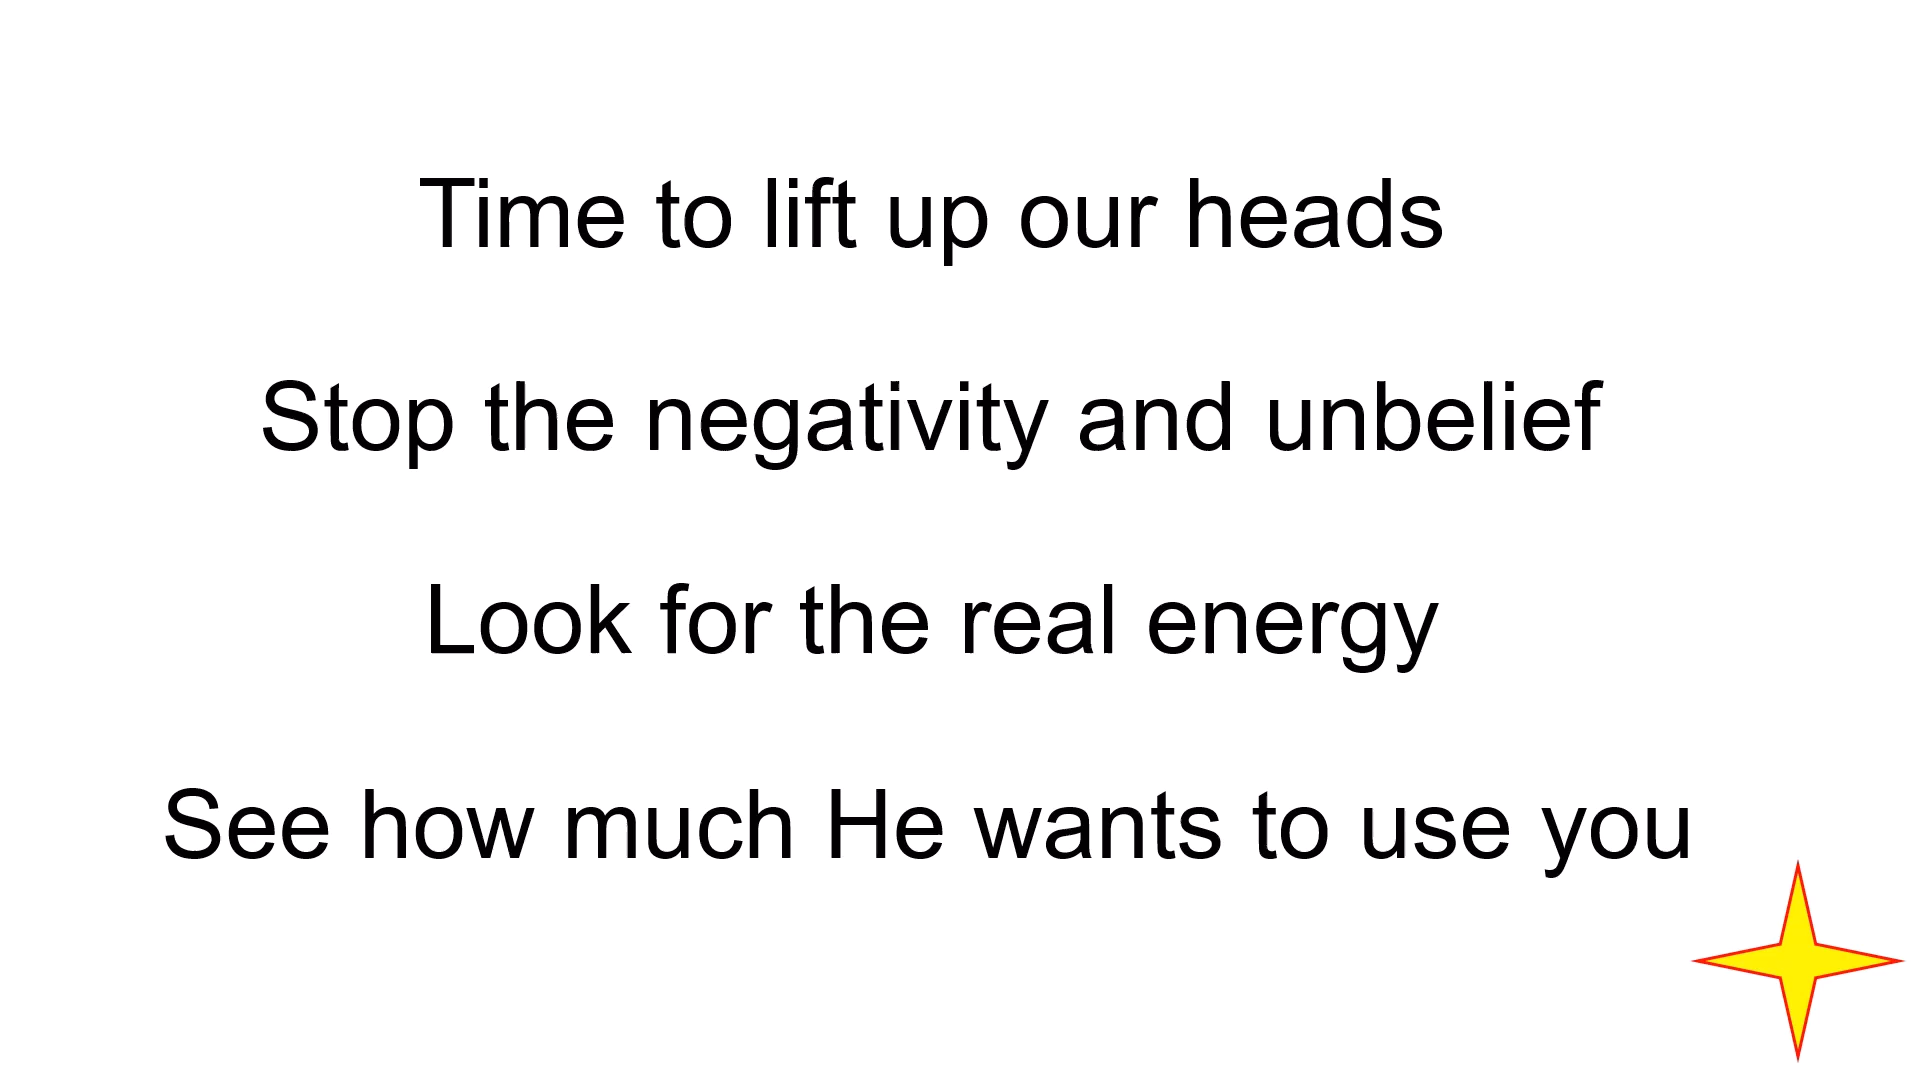 Time to lift up our heads
Stop the negativity and unbelief
Look for the real energy
See how much He wants to use you